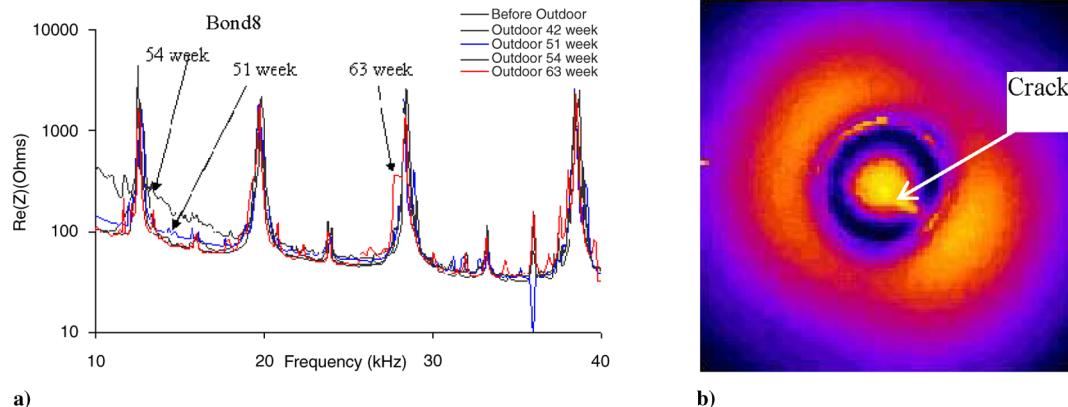 Bond8
Before Outdoor
Outdoor 42 week
Outdoor 51 week
Outdoor 54 week
Outdoor 63 week
54 week
51 week
63 week
10000
1000
100
10
Re(Z)(Ohms)
10
20
30
40
Frequency (kHz)
a)
Crack
b)